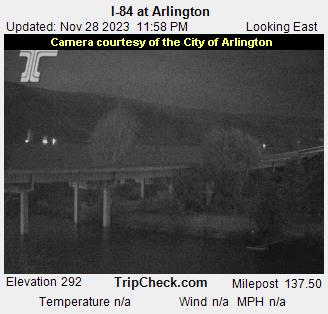 I-84 at Arlington
Updated: Nov 28 2023 11:58 PM Looking East
Camera courtesy of the City of Arlington
Elevation 292 TripCheck.com Milepost 137.50
Temperature n/a Wind n/a MPH n/a